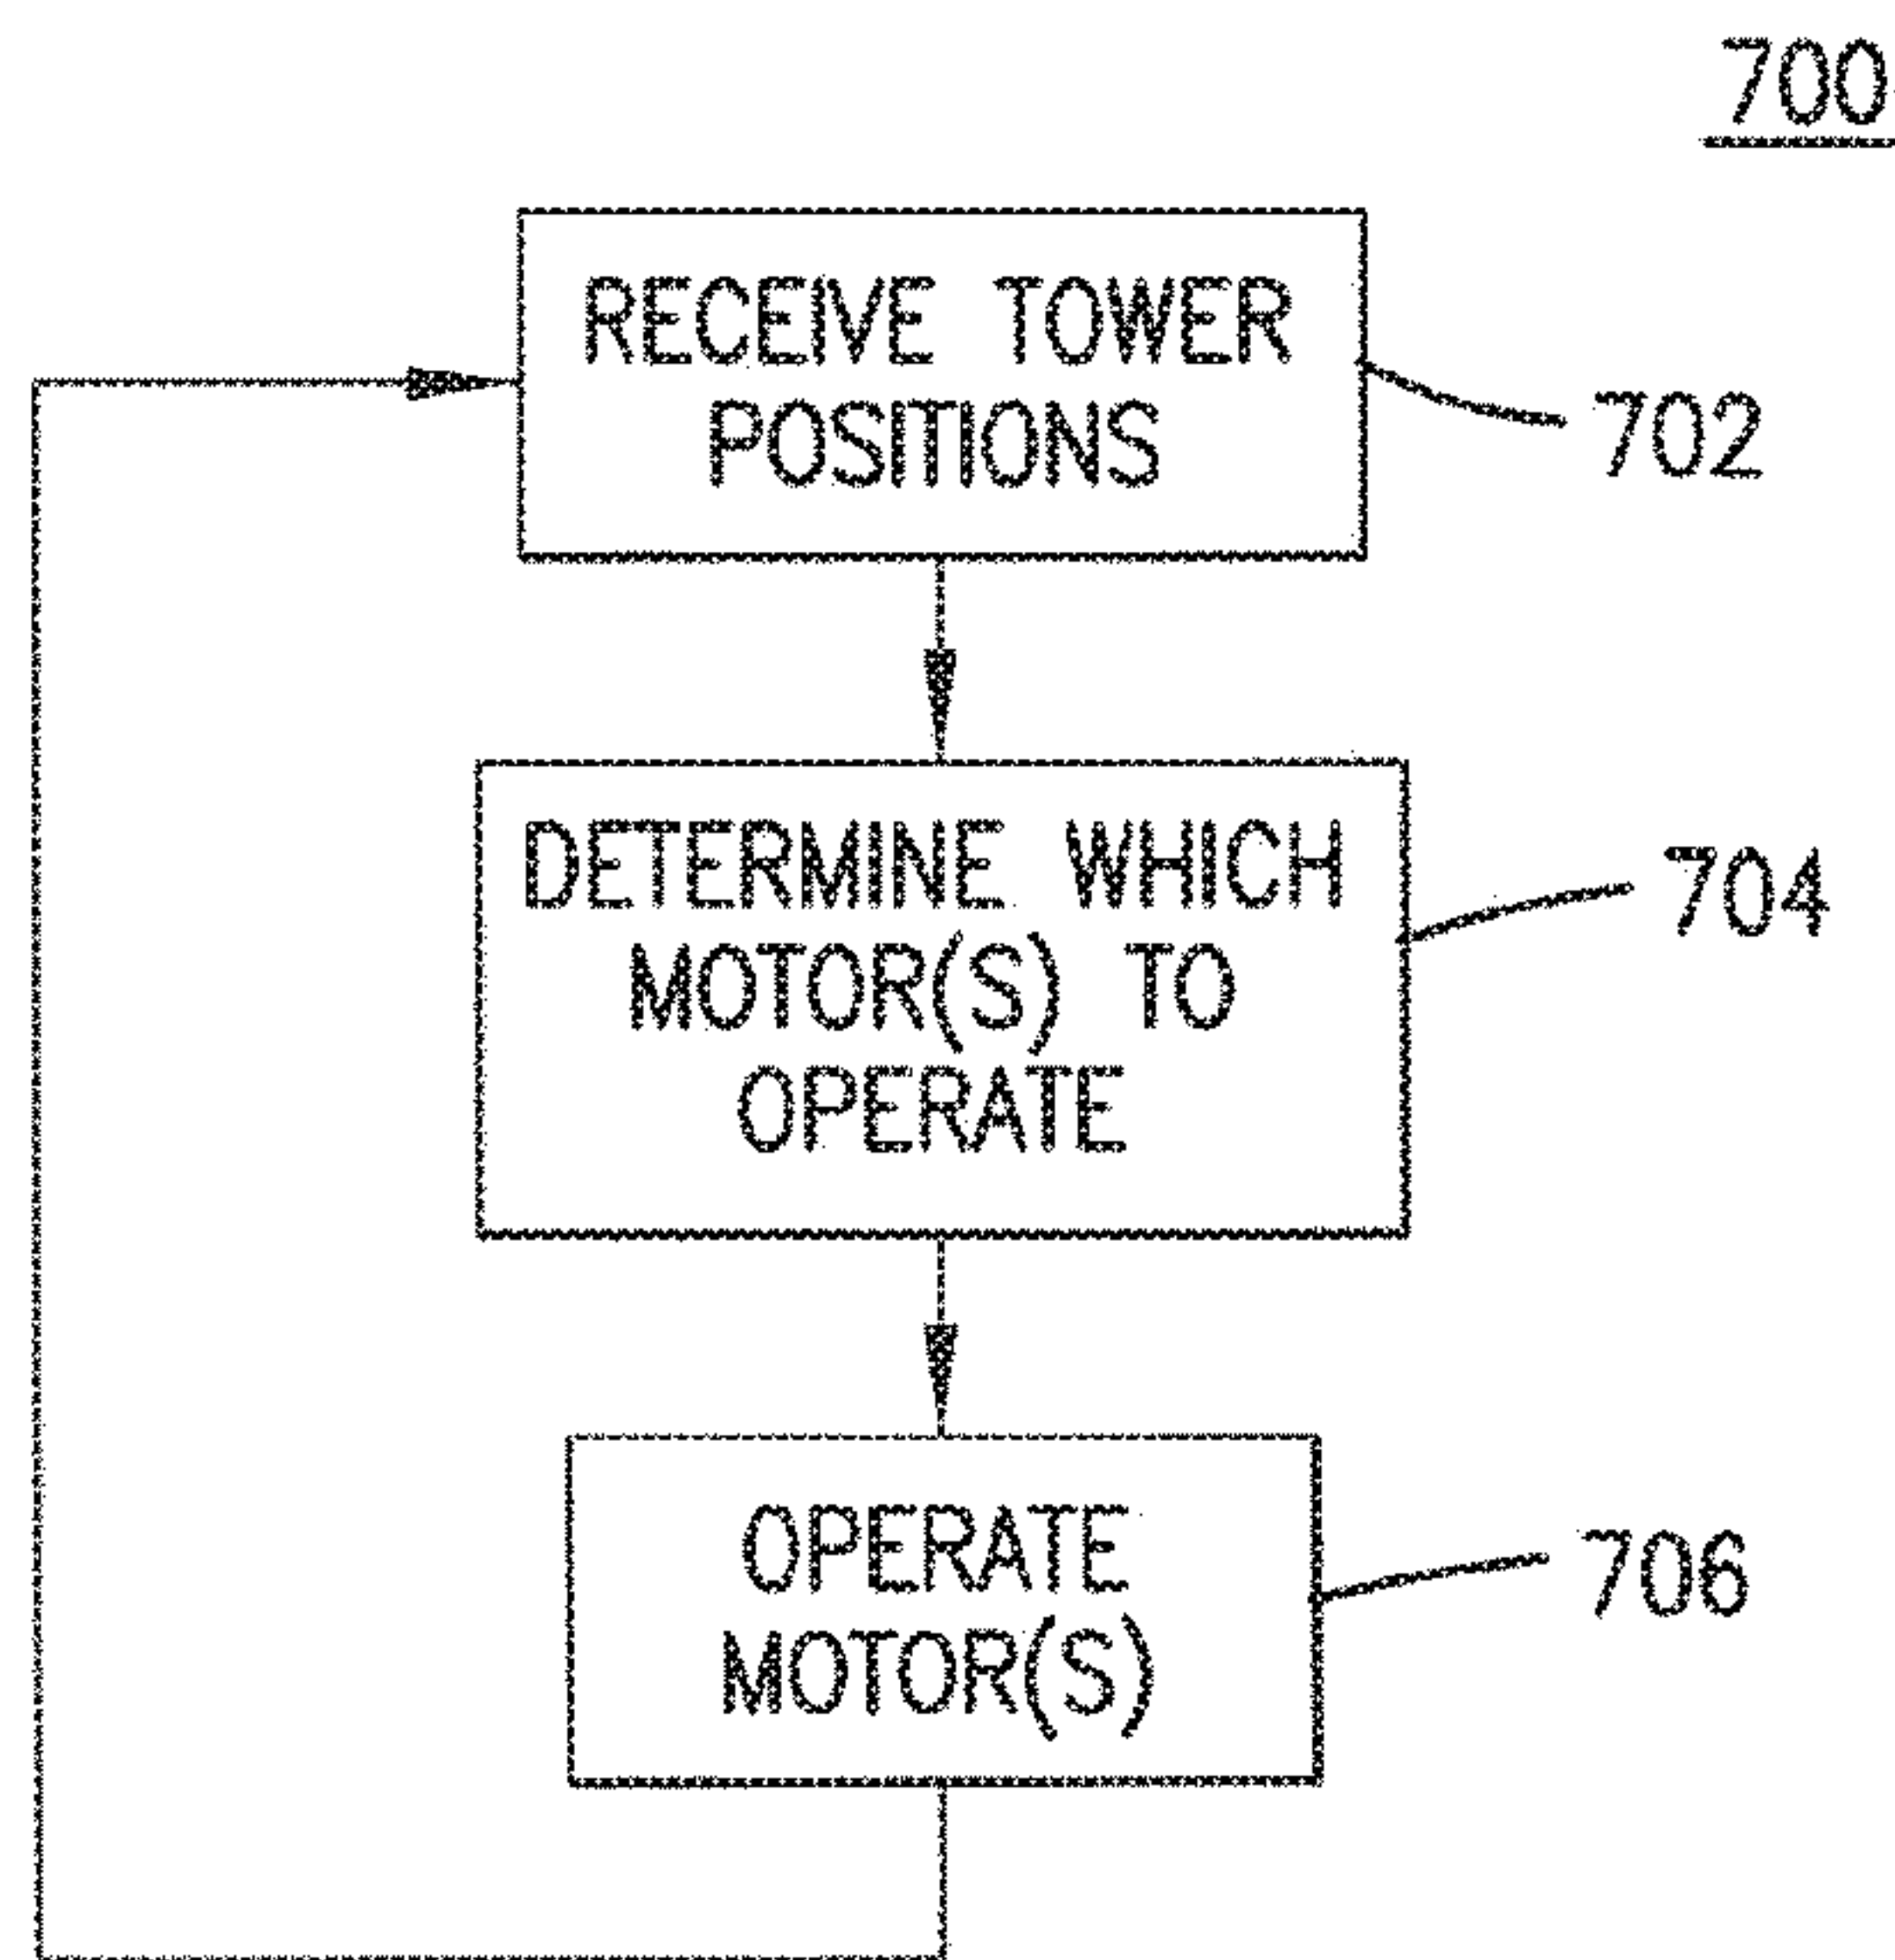 700
RECEIVE TOWER
POSITIONS
702
DETERMINE WHICH
MOTOR(S) TO
OPERATE
704
OPERATE
MOTOR(S)
706